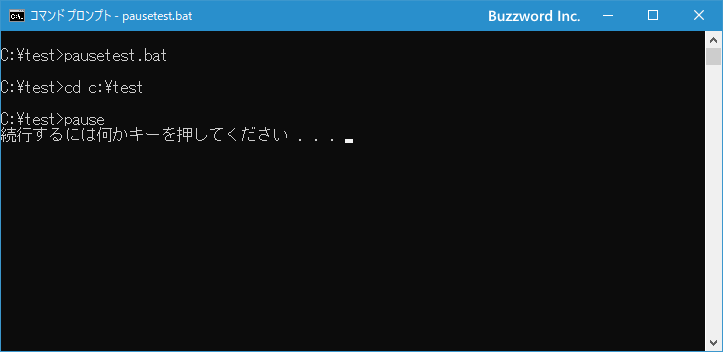 コマンドプロンプト - pausetest.bat
Buzzword Inc.
C:¥test>pausetest.bat
C:¥test>cd c:¥test
C:¥test>pause
続行するには何かキーを押してください . . .